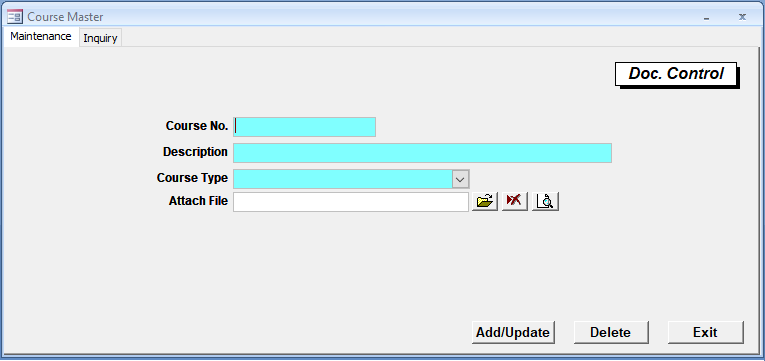 Course Master
Maintenance Inquiry
Doc. Control
Course No.
Description
Course Type
Attach File
Add/Update Delete Exit